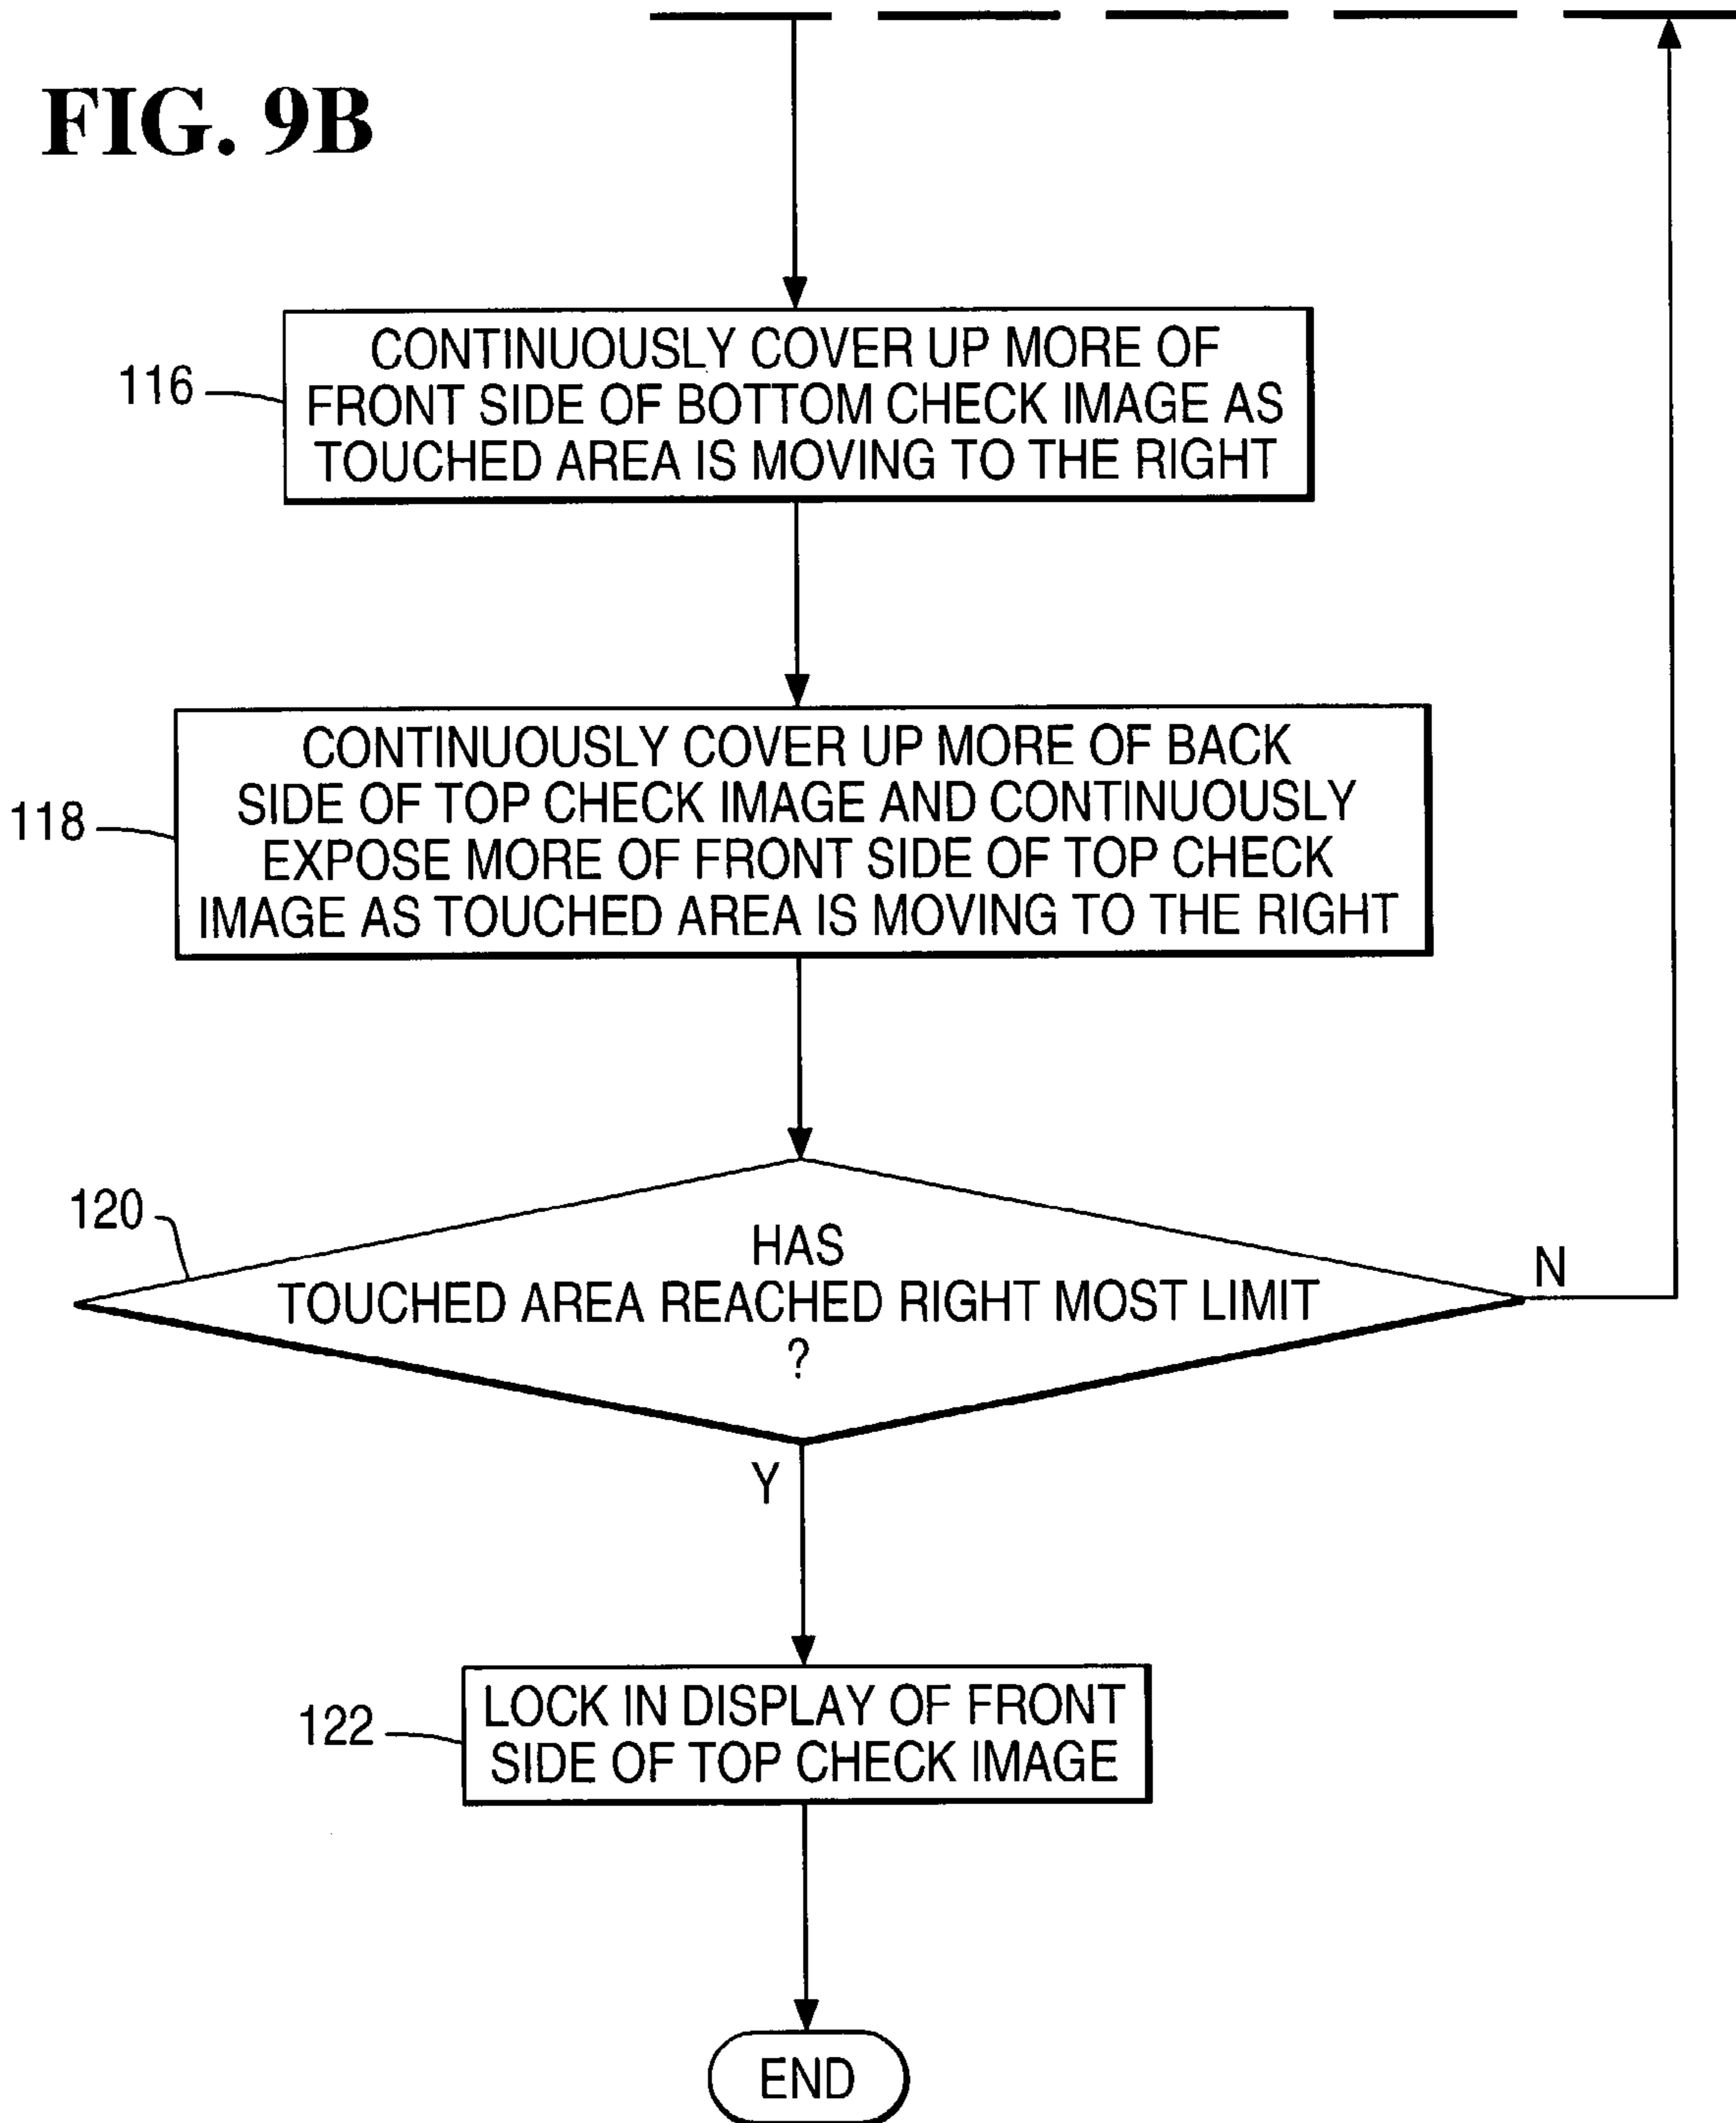 FIG. 9B
116
CONTINUOUSLY COVER UP MORE OF
FRONT SIDE OF BOTTOM CHECK IMAGE AS
TOUCHED AREA IS MOVING TO THE RIGHT
118
CONTINUOUSLY COVER UP MORE OF BACK
SIDE OF TOP CHECK IMAGE AND CONTINUOUSLY
EXPOSE MORE OF FRONT SIDE OF TOP CHECK
IMAGE AS TOUCHED AREA IS MOVING TO THE RIGHT
120
HAS
TOUCHED AREA REACHED RIGHT MOST LIMIT
?
N
Y
122
LOCK IN DISPLAY OF FRONT
SIDE OF TOP CHECK IMAGE
END